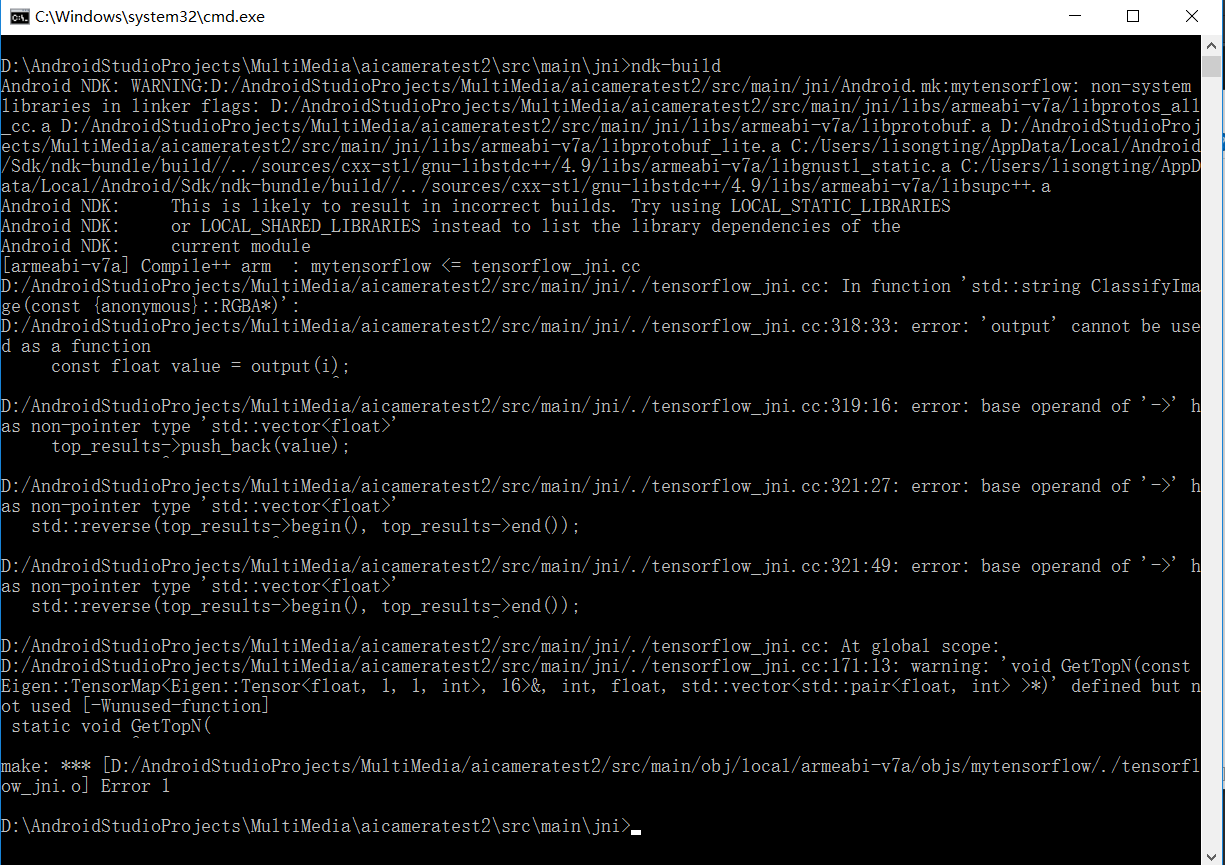 C:\Windows\system32\cmd.exe
D:\AndroidStudioProjects\MultiMedia\aicameratest2\src\main\jni>ndk-build
Android NDK: WARNING:D:/AndroidStudioProjects/MultiMedia/aicameratest2/src/main/jni/Android.mk:mytensorflow: non-system
libraries in linker flags: D:/AndroidStudioProjects/MultiMedia/aicameratest2/src/main/jni/libs/armeabi-v7a/libprotos_all
_cc.a D:/AndroidStudioProjects/MultiMedia/aicameratest2/src/main/jni/libs/armeabi-v7a/libprotobuf.a D:/AndroidStudioProj
ects/MultiMedia/aicameratest2/src/main/jni/libs/armeabi-v7a/libprotobuf_lite.a C:/Users/lisongting/AppData/Local/Android
/Sdk/ndk-bundle/build//../sources/cxx-stl/gnu-libstdc++/4.9/libs/armeabi-v7a/libgnustl_static.a C:/Users/lisongting/AppD
ata/Local/Android/Sdk/ndk-bundle/build//../sources/cxx-stl/gnu-libstdc++/4.9/libs/armeabi-v7a/libsupc++.a
Android NDK:     This is likely to result in incorrect builds. Try using LOCAL_STATIC_LIBRARIES
Android NDK:     or LOCAL_SHARED_LIBRARIES instead to list the library dependencies of the
Android NDK:     current module
[armeabi-v7a] Compile++ arm  : mytensorflow <= tensorflow_jni.cc
D:/AndroidStudioProjects/MultiMedia/aicameratest2/src/main/jni/./tensorflow_jni.cc: In function 'std::string ClassifyIma
ge(const {anonymous}::RGBA*)':
D:/AndroidStudioProjects/MultiMedia/aicameratest2/src/main/jni/./tensorflow_jni.cc:318:33: error: 'output' cannot be use
d as a function
     const float value = output(i);
                                 ^
D:/AndroidStudioProjects/MultiMedia/aicameratest2/src/main/jni/./tensorflow_jni.cc:319:16: error: base operand of '->' h
as non-pointer type 'std::vector<float>'
     top_results->push_back(value);
                ^
D:/AndroidStudioProjects/MultiMedia/aicameratest2/src/main/jni/./tensorflow_jni.cc:321:27: error: base operand of '->' h
as non-pointer type 'std::vector<float>'
   std::reverse(top_results->begin(), top_results->end());
                           ^
D:/AndroidStudioProjects/MultiMedia/aicameratest2/src/main/jni/./tensorflow_jni.cc:321:49: error: base operand of '->' h
as non-pointer type 'std::vector<float>'
   std::reverse(top_results->begin(), top_results->end());
                                                 ^
D:/AndroidStudioProjects/MultiMedia/aicameratest2/src/main/jni/./tensorflow_jni.cc: At global scope:
D:/AndroidStudioProjects/MultiMedia/aicameratest2/src/main/jni/./tensorflow_jni.cc:171:13: warning: 'void GetTopN(const
Eigen::TensorMap<Eigen::Tensor<float, 1, 1, int>, 16>&, int, float, std::vector<std::pair<float, int> >*)' defined but n
ot used [-Wunused-function]
 static void GetTopN(
             ^
make: *** [D:/AndroidStudioProjects/MultiMedia/aicameratest2/src/main/obj/local/armeabi-v7a/objs/mytensorflow/./tensorfl
ow_jni.o] Error 1
D:\AndroidStudioProjects\MultiMedia\aicameratest2\src\main\jni>